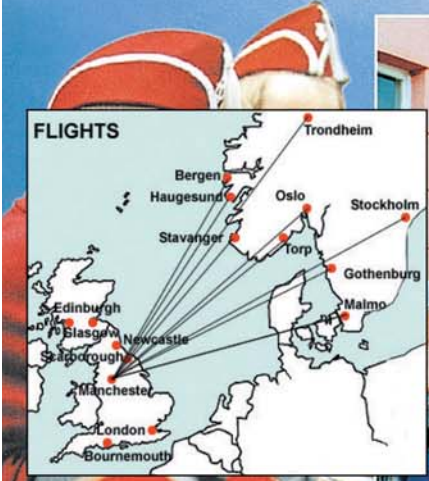 FLIGHTS
Trondheim
Bergen
Haugesund
Oslo
Stockholm
Stavanger
Torp
Gothenburg
Edinburgh
Malmo
Glasgow
Newcastle
Scarborough
Manchester
London
Bournemouth